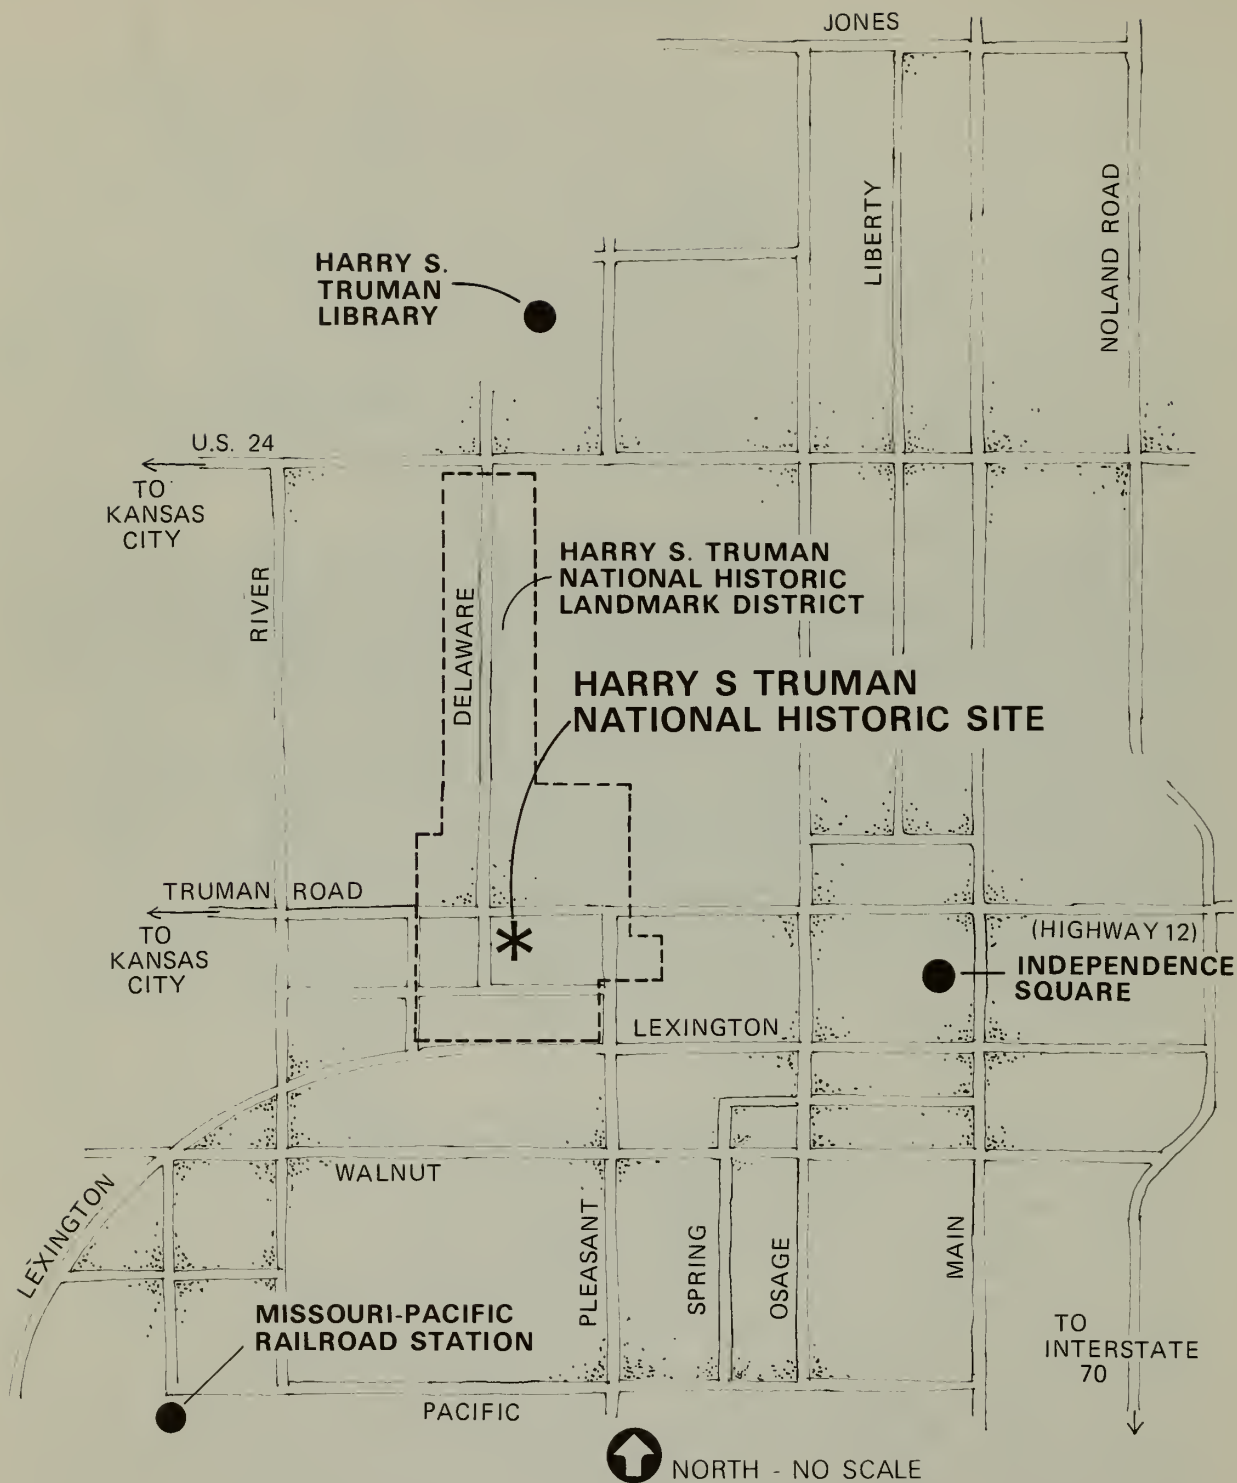 JONES
LIBERTY
NOLAND ROAD
HARRY S.
TRUMAN
LIBRARY
U.S. 24
TO
KANSAS
CITY
RIVER
DELAWARE
HARRY S. TRUMAN
NATIONAL HISTORIC
LANDMARK DISTRICT
HARRY S TRUMAN
NATIONAL HISTORIC SITE
TRUMAN ROAD
TO
KANSAS
CITY
(HIGHWAY 12)
INDEPENDENCE
SQUARE
LEXINGTON
WALNUT
LEXINGTON
PLEASANT
SPRING
OSAGE
MAIN
MISSOURI-PACIFIC
RAILROAD STATION
TO
INTERSTATE
70
PACIFIC
NORTH - NO SCALE